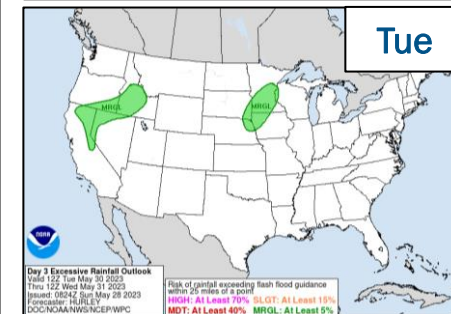 Tue
MRGL
MRGL
NOAA
Day 3 Excessive Rainfall Outlook
Valid 12Z Tue May 30 2023
Thru 12Z Wed May 31 2023
Issued: 0824Z Sun May 28 2023
Forecaster: HURLEY
DOC/NOAA/NWS/NCEP/WPC
Risk of rainfall exceeding flash flood guidance
within 25 miles of a point
HIGH: At Least 70% SLGT: At Least 15%
MDT: At Least 40% MRGL: At Least 5%